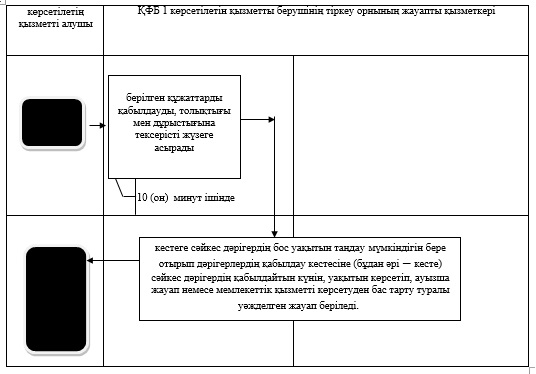 көрсетілетің
қызметті алушы
ҚФБ 1 көрсетілетін қызметті берушінің тіркеу орнының жауапты қызметкері
берілген құжаттарды
қабылдауды, толықтығы
мен дұрыстығына
тексерісті жүзеге
асырады
10 (он) минут ішінде
кестеге сәйкес дәрігердің бос уақытын таңдау мүмкіндігін бере
отырып дәрігерлердің қабылдау кестесіне (бұдан әрі – кесте)
сәйкес дәрігердің қабылдайтын күнін, уақытын көрсетіп, ауызша
жауап немесе мемлекеттік қызметті көрсетуден бас тарту туралы
уәжделген жауап беріледі.